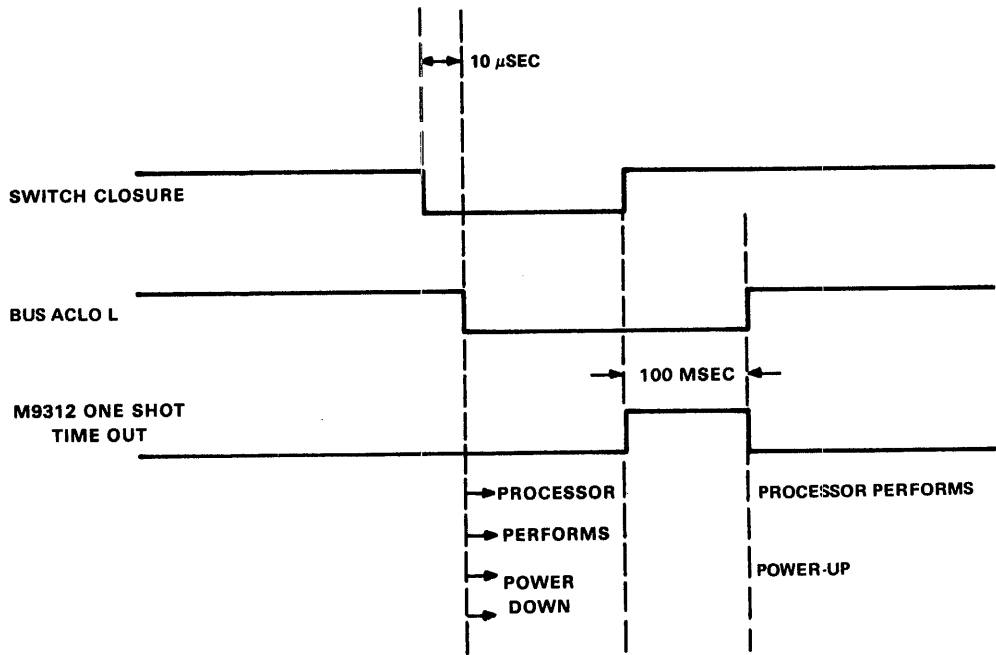 10 μSEC
SWITCH CLOSURE
BUS ACLO L
100 MSEC
M9312 ONE SHOT
TIME OUT
PROCESSOR
PERFORMS
POWER
DOWN
PROCESSOR PERFORMS
POWER-UP